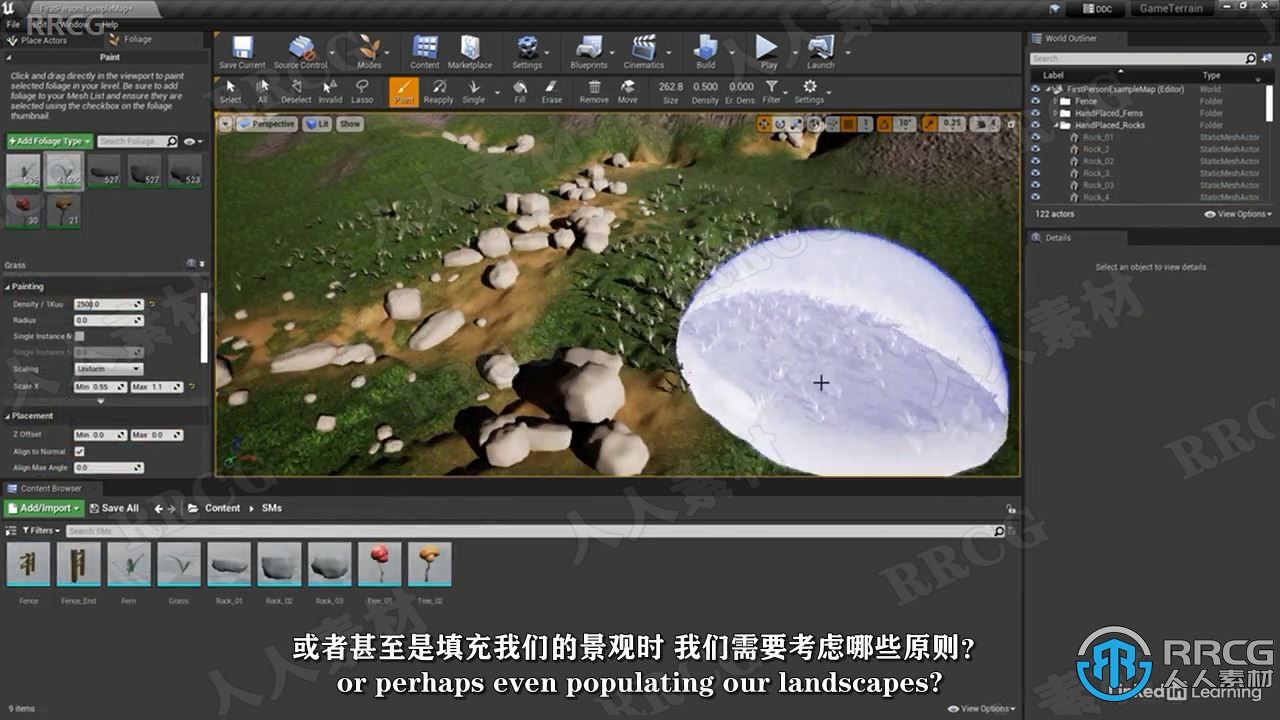 FirstPersonExampleMap*
DDC
GameTerrain
File Edit Window Help
RRCG
Place Actors
Foliage
Paint
Click and drag directly in the viewport to paint
selected foliage in your level. Be sure to add
foliage to your Mesh List and ensure they are
selected using the checkbox on the foliage
thumbnail.
+Add Foliage Type
Search Foliage
527
527
523
30
21
Grass
Painting
Density / 1Kuu 2500.0
Radius 0.0
Single Instance M
Single Instance 0.0
Scaling Uniform
Scale X Min 0.55 Max 1.1
Placement
Z Offset Min 0.0 Max 0.0
Align to Normal
Align Max Angle 0.0
Save Current Source Control Modes Content Marketplace Settings Blueprints Cinematics Build Play Launch
Select All Deselect Invalid Lasso Paint Reapply Single Fill Erase Remove Move
262.8 0.500 0.000
Size Density Er. Dens Filter Settings
Perspective Lit Show
1 10° 0.25 4
World Outliner
Search...
Label Type
FirstPersonExampleMap (Editor) World
Fence Folder
HandPlaced_Ferns Folder
HandPlaced_Rocks Folder
Rock_01 StaticMeshActor
Rock_2 StaticMeshActor
Rock_02 StaticMeshActor
Rock_3 StaticMeshActor
Rock_03 StaticMeshActor
Rock_4 StaticMeshActor
122 actors
View Options
Details
Select an object to view details.
Content Browser
Add/Import Save All Content SMs
Filters Search SMs
Fence Fence_End Fern Grass Rock_01 Rock_02 Rock_03 Tree_01 Tree_02
9 items
View Options
或者甚至是填充我们的景观时 我们需要考虑哪些原则?
or perhaps even populating our landscapes?
RRCG
人人素材
Linked in Learning